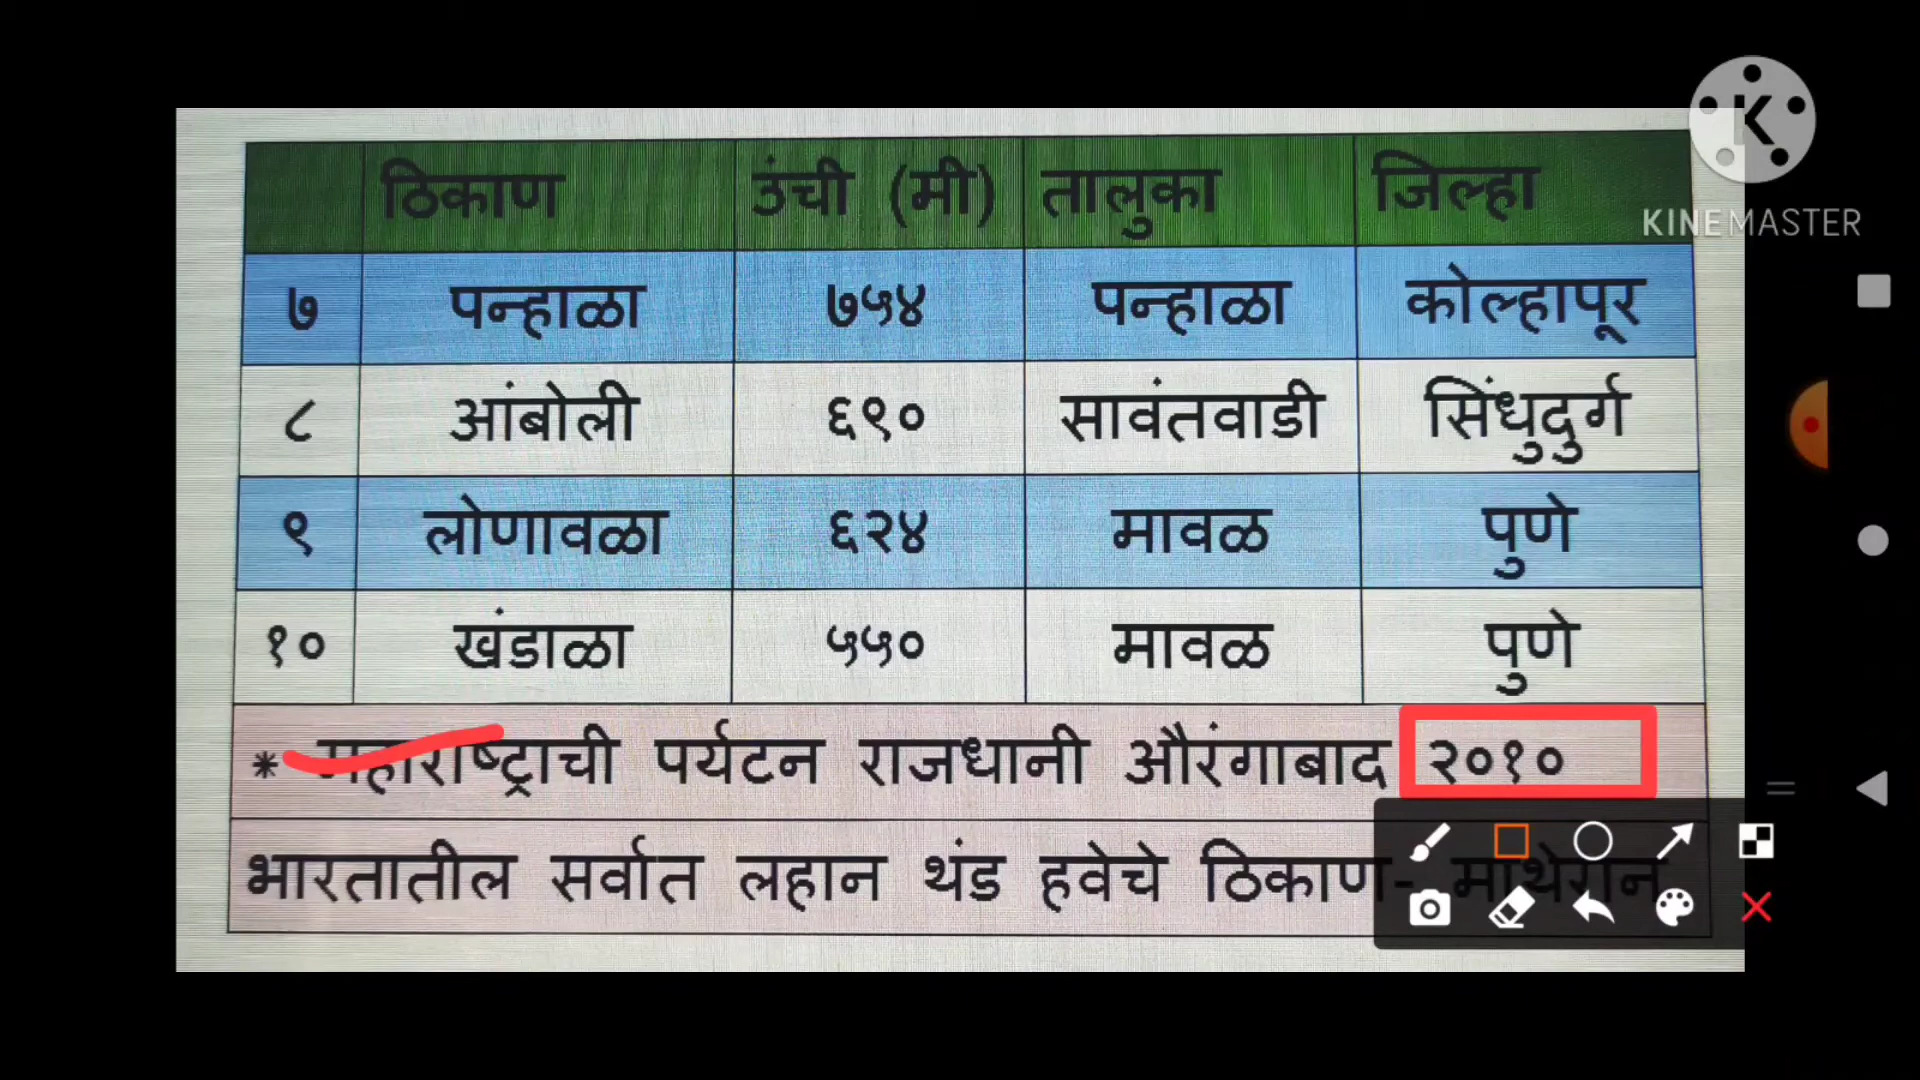 ठिकाण उंची (मी) तालुका जिल्हा
७ पन्हाळा ७५४ पन्हाळा कोल्हापूर
८ आंबोली ६९० सावंतवाडी सिंधुदुर्ग
९ लोणावळा ६२४ मावळ पुणे
१० खंडाळा ५५० मावळ पुणे
* महाराष्ट्राची पर्यटन राजधानी औरंगाबाद २०१०
भारतातील सर्वात लहान थंड हवेचे ठिकाण- माथेरान
K
KINEMASTER